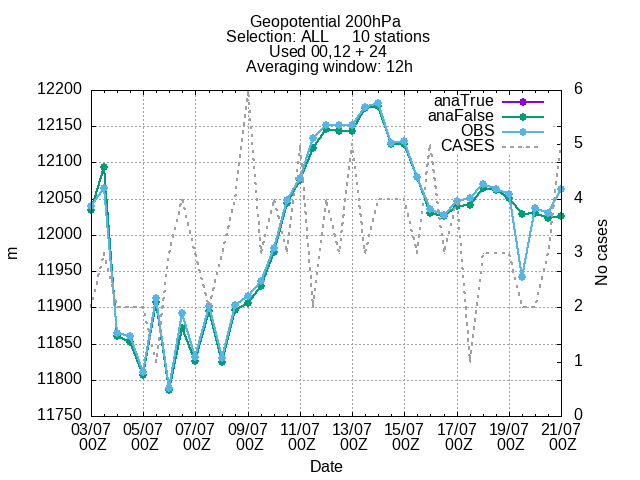 Geopotential 200hPa
Selection: ALL 10 stations
Used 00,12 + 24
Averaging window: 12h
12200
12150
12100
12050
12000
11950
11900
11850
11800
11750
m
anaTrue
anaFalse
OBS
CASES
6
5
4
3
2
1
0
No cases
03/07 05/07 07/07 09/07 11/07 13/07 15/07 17/07 19/07 21/07
00Z 00Z 00Z 00Z 00Z 00Z 00Z 00Z 00Z 00Z
Date